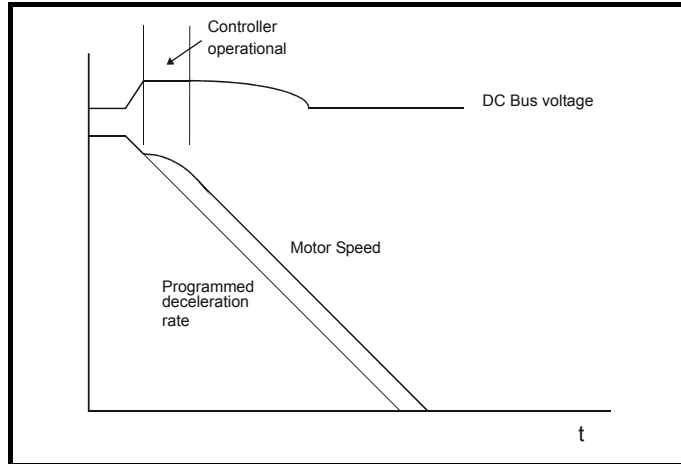 Controller
operational
DC Bus voltage
Motor Speed
Programmed
deceleration
rate
t